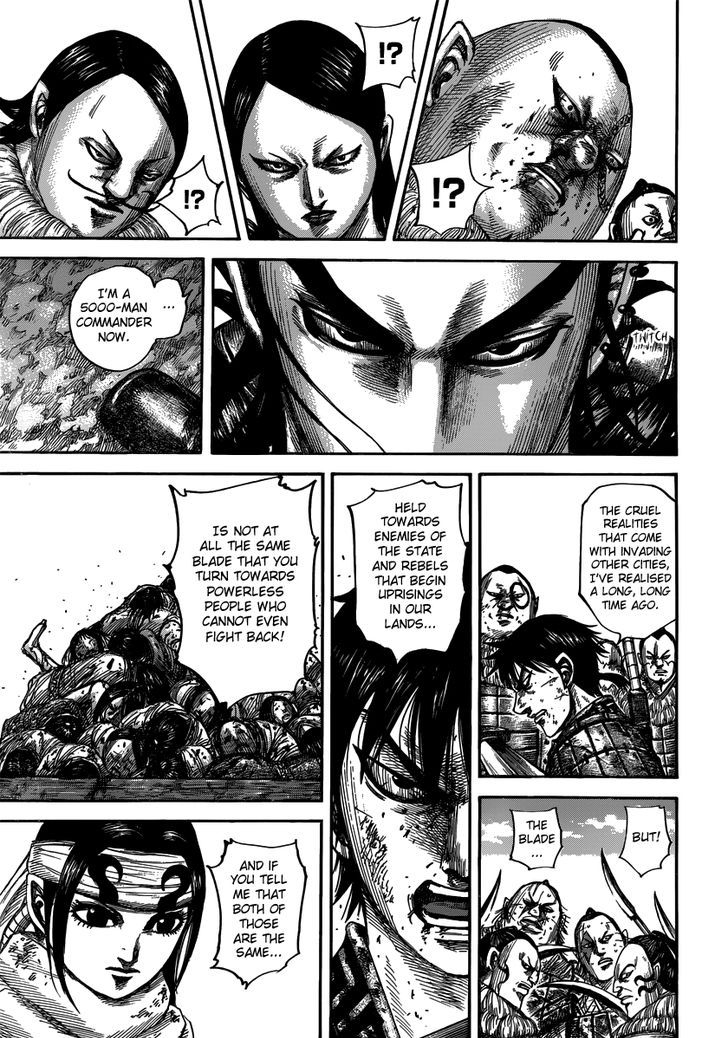 !?
!?
!?
TWITCH
...
I'M A
5000-MAN
COMMANDER
NOW.
THE CRUEL
REALITIES
THAT COME
WITH INVADING
OTHER CITIES,
I'VE REALISED
A LONG, LONG
TIME AGO.
BUT!
THE
BLADE
...
HELD
TOWARDS
ENEMIES OF
THE STATE
AND REBELS
THAT BEGIN
UPRISINGS
IN OUR
LANDS...
IS NOT AT
ALL THE SAME
BLADE THAT YOU
TURN TOWARDS
POWERLESS
PEOPLE WHO
CANNOT EVEN
FIGHT BACK!
AND IF
YOU TELL
ME THAT
BOTH OF
THOSE
ARE THE
SAME...